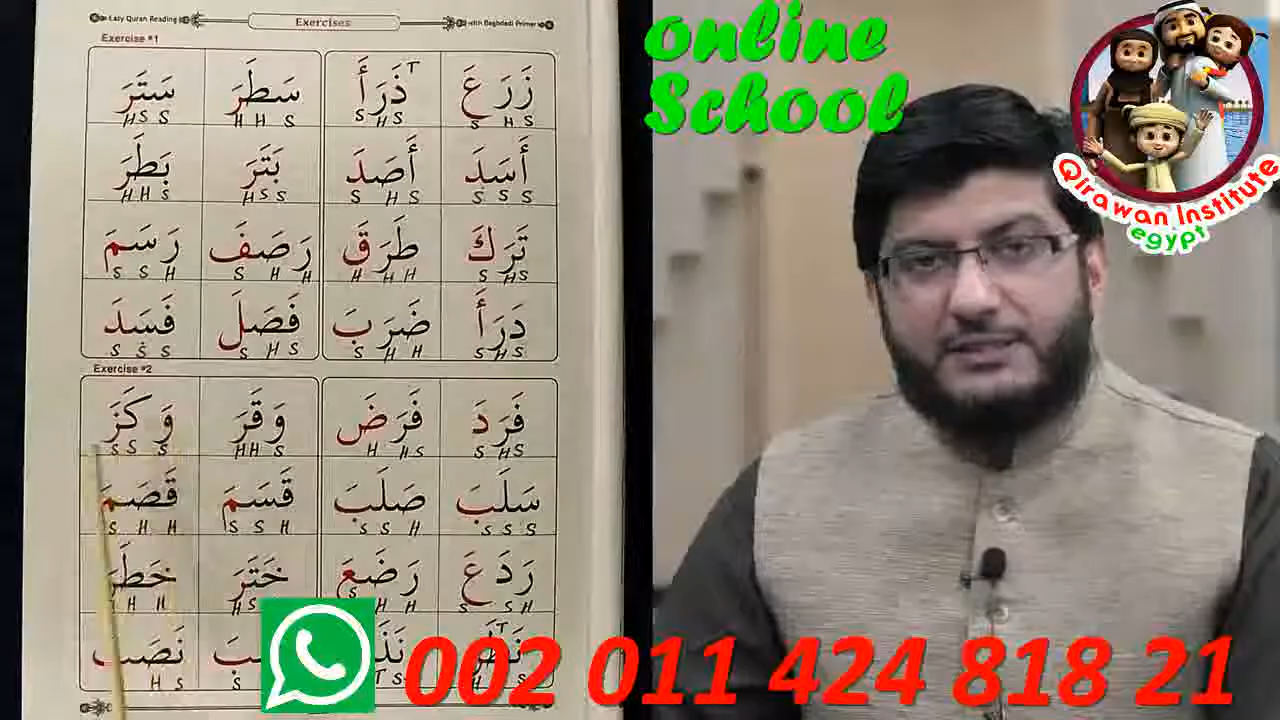 Eazy Quran Reading
Exercises
with Baghdadi Primer
Exercise #1
زَرَعَ ذَرَأَ سَطَرَ سَتَرَ
T
S H S S H S H H S H S S
أَسَدَ أَصَدَ بَتَرَ بَطَرَ
S S S S H S H S S H H S
تَرَكَ طَرَقَ رَصَفَ رَسَمَ
S H S H H H S H H S S H
دَرَأَ ضَرَبَ فَصَلَ فَسَدَ
S H S S H H S H S S S S
Exercise #2
فَرَدَ فَرَضَ وَقَرَ وَكَزَ
S H S H H S H H S S S S
سَلَبَ صَلَبَ قَسَمَ قَصَمَ
S S S S S H S S H S H H
رَدَعَ رَضَعَ خَتَرَ خَطَرَ
S S H S H H H S H H
نَصَبَ
T
S H S
online
School
Qirawan Institute
egypt
002 011 424 818 21